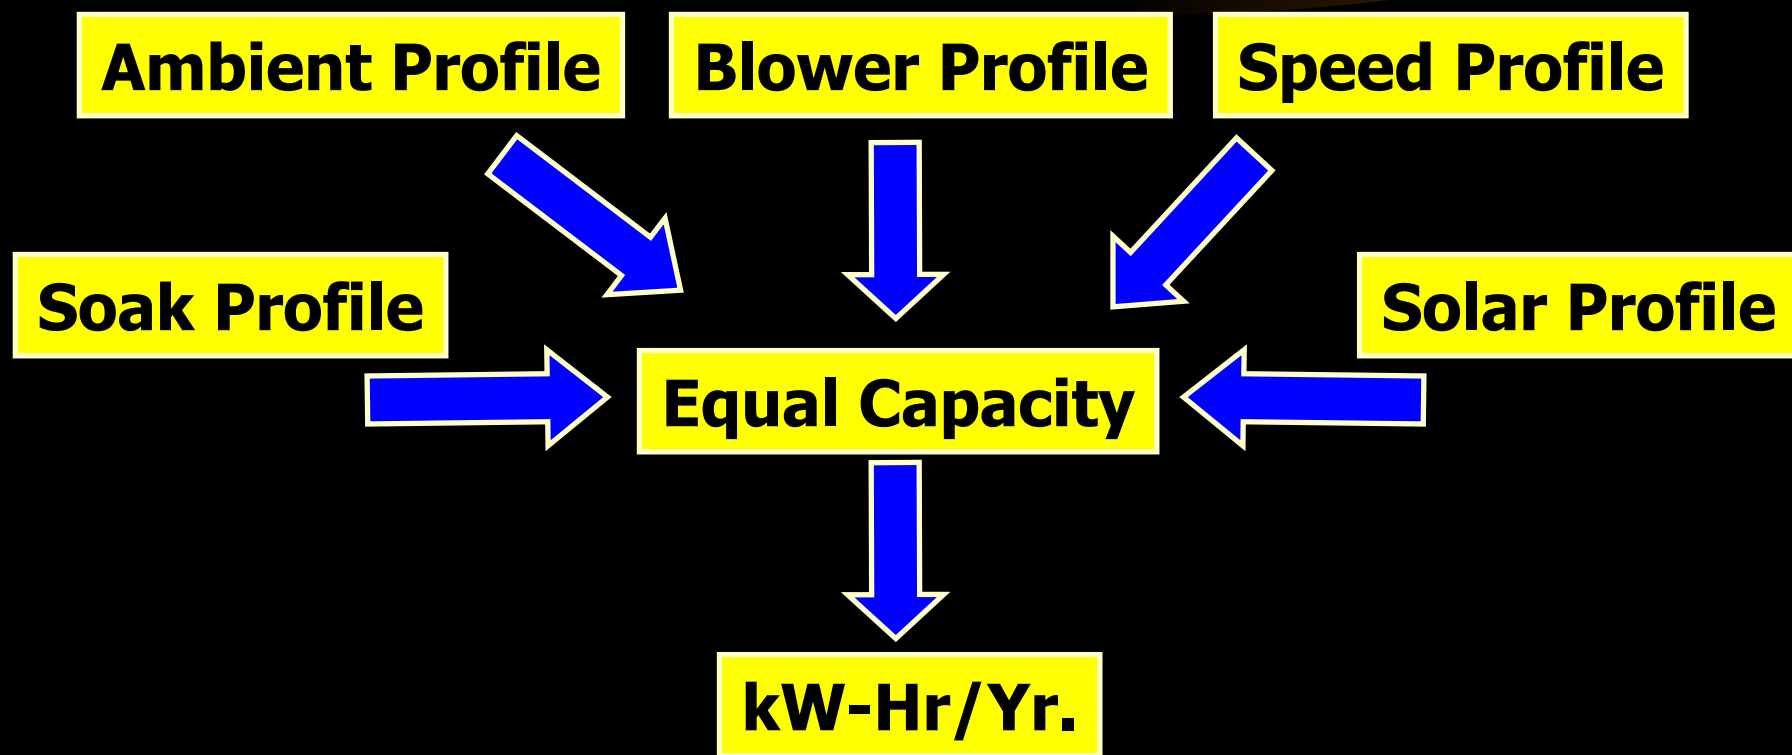 Ambient Profile
Blower Profile
Speed Profile
Soak Profile
Solar Profile
Equal Capacity
kW-Hr/Yr.